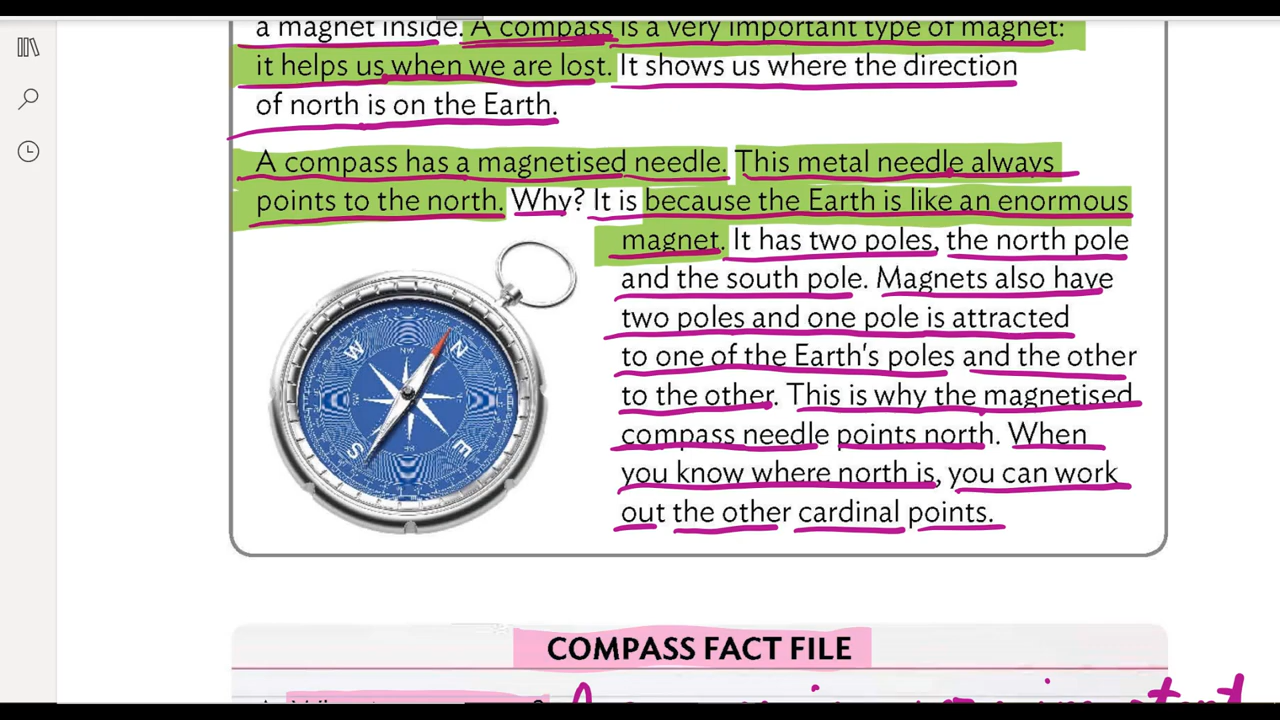 a magnet inside. A compass is a very important type of magnet:
it helps us when we are lost. It shows us where the direction
of north is on the Earth.
A compass has a magnetised needle. This metal needle always
points to the north. Why? It is because the Earth is like an enormous
magnet. It has two poles, the north pole
and the south pole. Magnets also have
two poles and one pole is attracted
to one of the Earth's poles and the other
to the other. This is why the magnetised
compass needle points north. When
you know where north is, you can work
out the other cardinal points.
NW
W
N
S
E
COMPASS FACT FILE